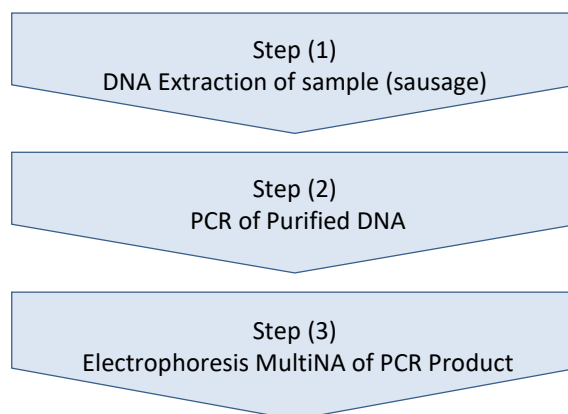 Step (1)
DNA Extraction of sample (sausage)
Step (2)
PCR of Purified DNA
Step (3)
Electrophoresis MultiNA of PCR Product